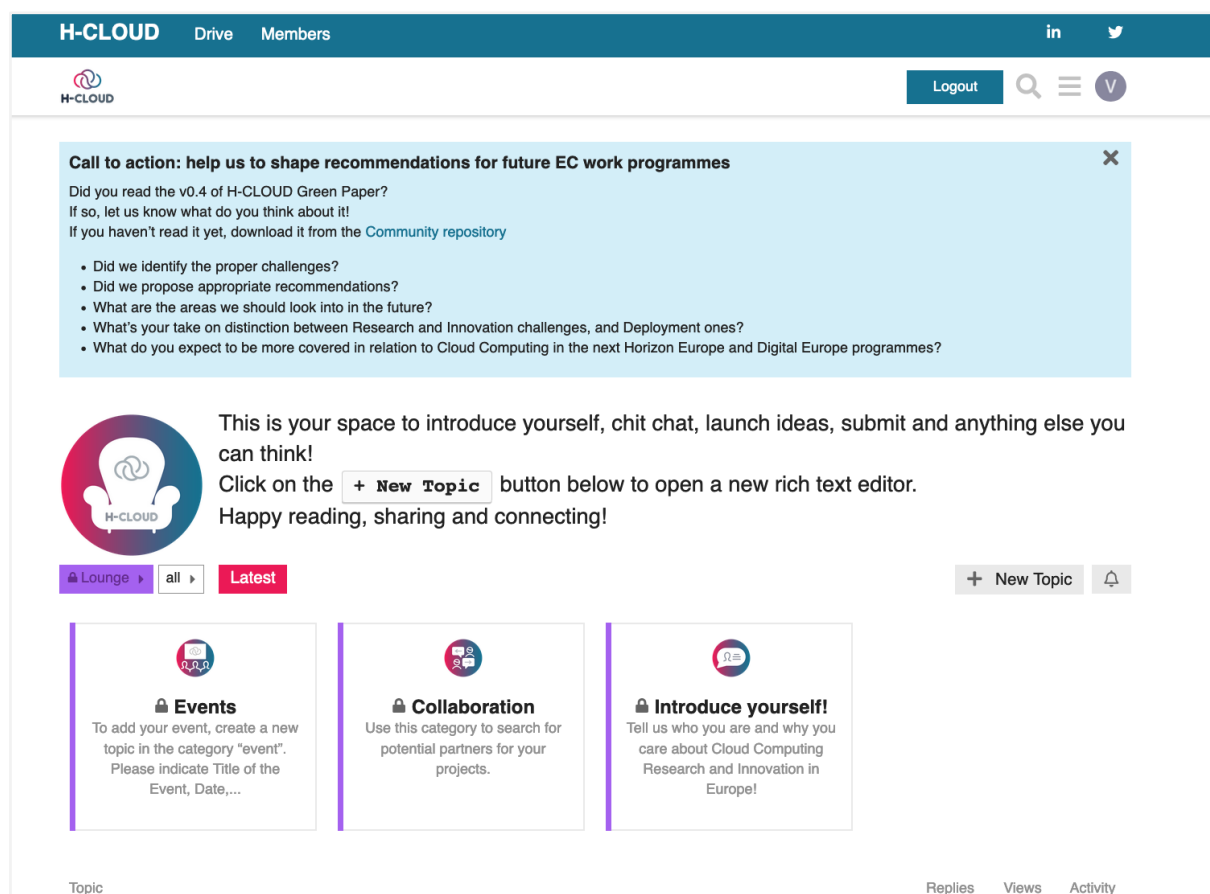 H-CLOUD Drive Members in
H-CLOUD Logout V
Call to action: help us to shape recommendations for future EC work programmes
Did you read the v0.4 of H-CLOUD Green Paper?
If so, let us know what do you think about it!
If you haven’t read it yet, download it from the Community repository
• Did we identify the proper challenges?
• Did we propose appropriate recommendations?
• What are the areas we should look into in the future?
• What’s your take on distinction between Research and Innovation challenges, and Deployment ones?
• What do you expect to be more covered in relation to Cloud Computing in the next Horizon Europe and Digital Europe programmes?
This is your space to introduce yourself, chit chat, launch ideas, submit and anything else you
can think!
Click on the + New Topic button below to open a new rich text editor.
Happy reading, sharing and connecting!
H-CLOUD
Lounge all Latest + New Topic
Events
To add your event, create a new
topic in the category “event”.
Please indicate Title of the
Event, Date,...
Collaboration
Use this category to search for
potential partners for your
projects.
Introduce yourself!
Tell us who you are and why you
care about Cloud Computing
Research and Innovation in
Europe!
Topic Replies Views Activity